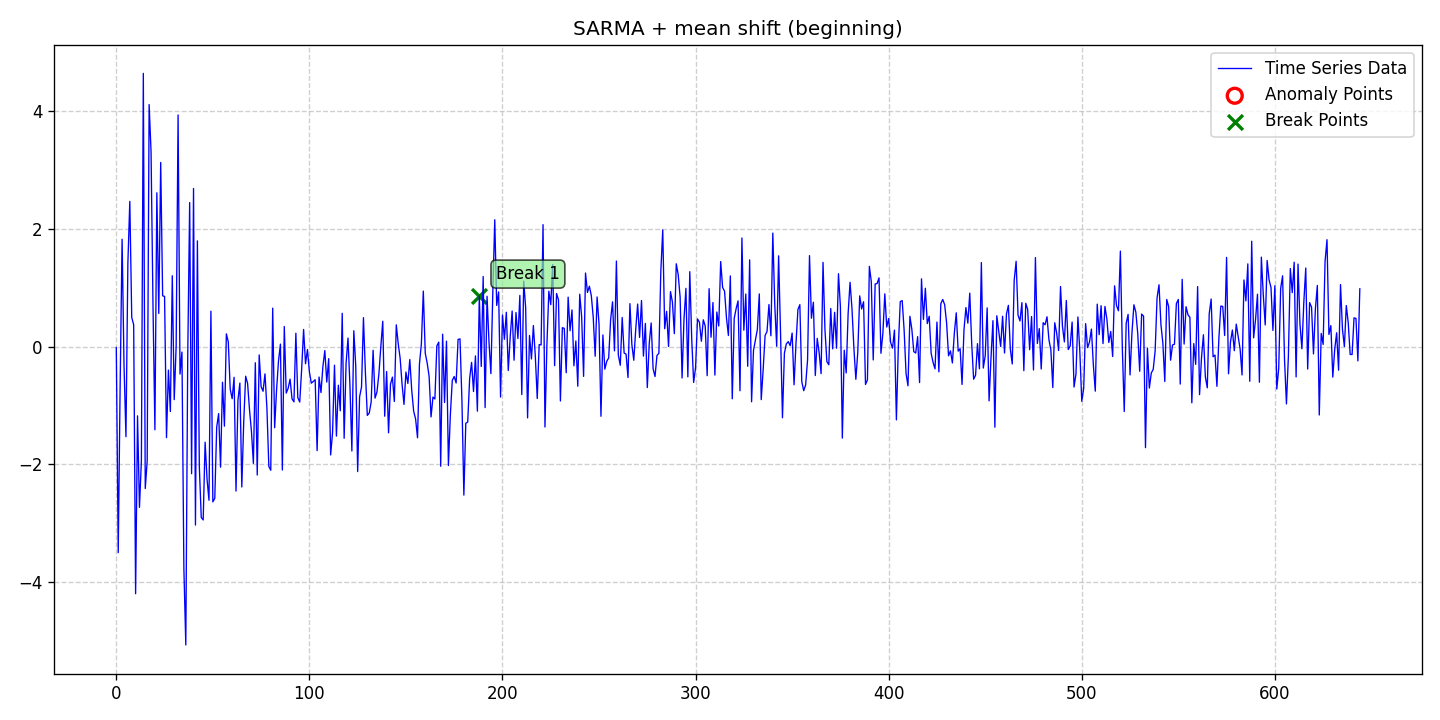 SARMA + mean shift (beginning)
Time Series Data
Anomaly Points
Break Points
Break 1
4
2
0
−2
−4
0 100 200 300 400 500 600